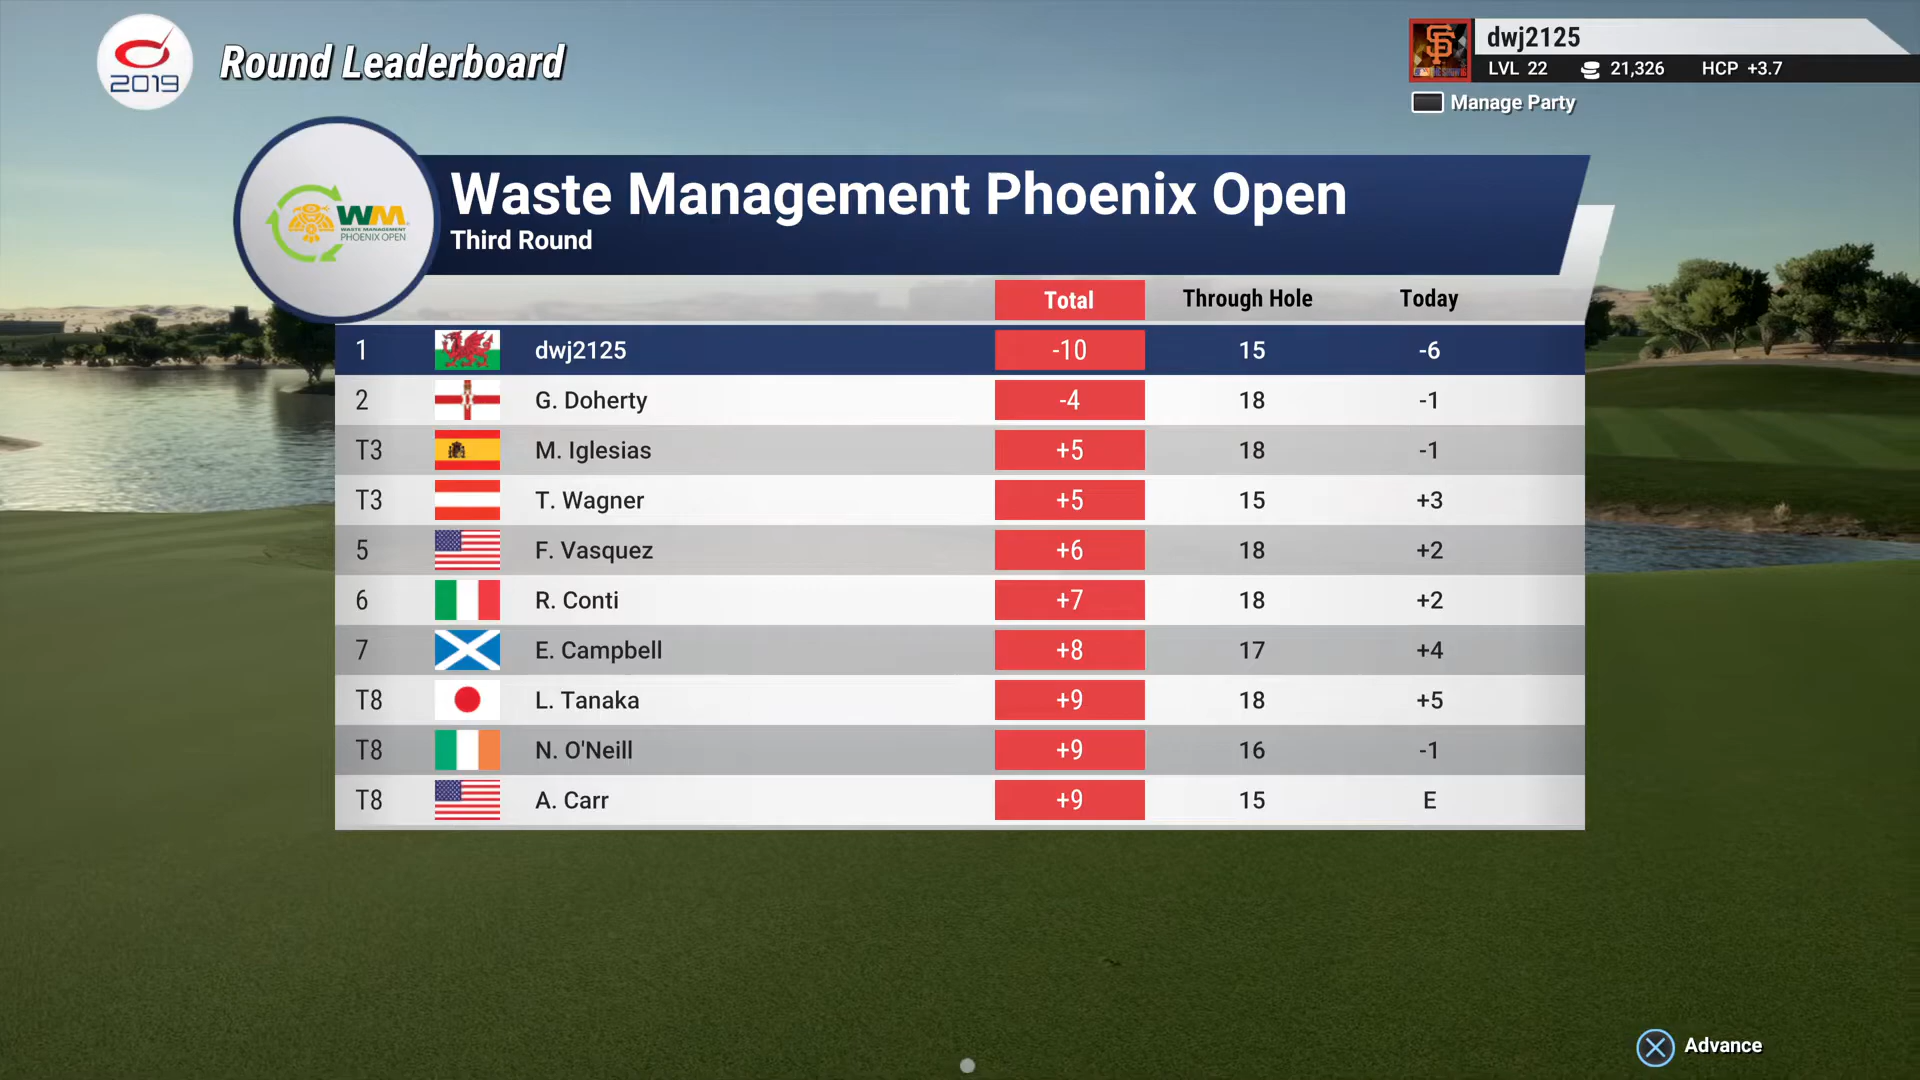 2019
Round Leaderboard
dwj2125
LVL 22 21,326 HCP +3.7
Manage Party
WM
WASTE MANAGEMENT
PHOENIX OPEN
Waste Management Phoenix Open
Third Round
Total Through Hole Today
1 dwj2125 -10 15 -6
2 G. Doherty -4 18 -1
T3 M. Iglesias +5 18 -1
T3 T. Wagner +5 15 +3
5 F. Vasquez +6 18 +2
6 R. Conti +7 18 +2
7 E. Campbell +8 17 +4
T8 L. Tanaka +9 18 +5
T8 N. O'Neill +9 16 -1
T8 A. Carr +9 15 E
Advance